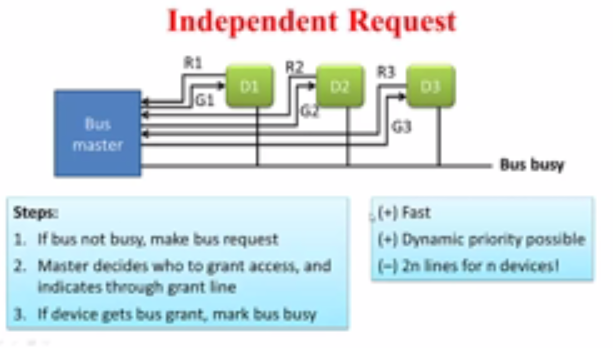 Independent Request
R1
R2
R3
D1
D2
D3
G1
G2
G3
Bus
master
Bus busy
Steps:
1. If bus not busy, make bus request
2. Master decides who to grant access, and
indicates through grant line
3. If device gets bus grant, mark bus busy
(+) Fast
(+) Dynamic priority possible
(−) 2n lines for n devices!